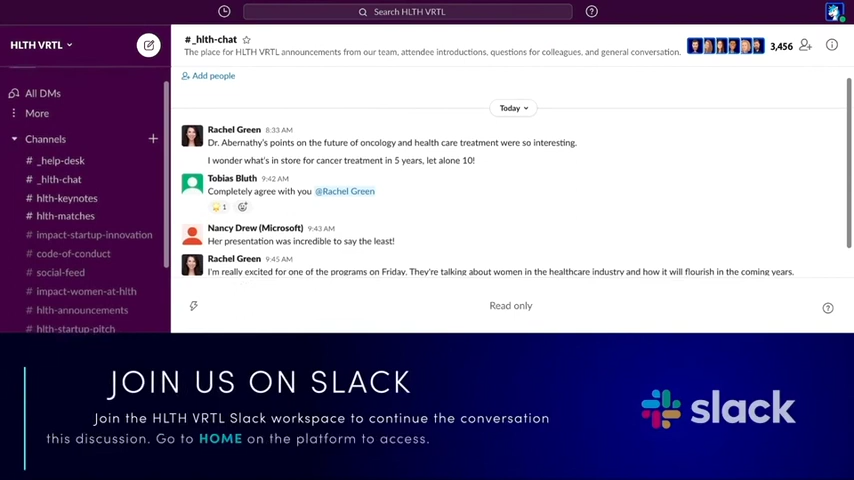 Search HLTH VRTL
HLTH VRTL
#_hlth-chat
The place for HLTH VRTL announcements from our team, attendee introductions, questions for colleagues, and general conversation.
3,456
Add people
All DMs
More
Channels
# _help-desk
# _hlth-chat
# hlth-keynotes
# hlth-matches
# impact-startup-innovation
# code-of-conduct
# social-feed
# impact-women-at-hlth
# hlth-announcements
# hlth-startup-pitch
Today
Rachel Green 8:33 AM
Dr. Abernathy's points on the future of oncology and health care treatment were so interesting.
I wonder what's in store for cancer treatment in 5 years, let alone 10!
Tobias Bluth 9:42 AM
Completely agree with you @Rachel Green
1
Nancy Drew (Microsoft) 9:43 AM
Her presentation was incredible to say the least!
Rachel Green 9:45 AM
I'm really excited for one of the programs on Friday. They're talking about women in the healthcare industry and how it will flourish in the coming years.
Read only
JOIN US ON SLACK
Join the HLTH VRTL Slack workspace to continue the conversation
this discussion. Go to HOME on the platform to access.
slack